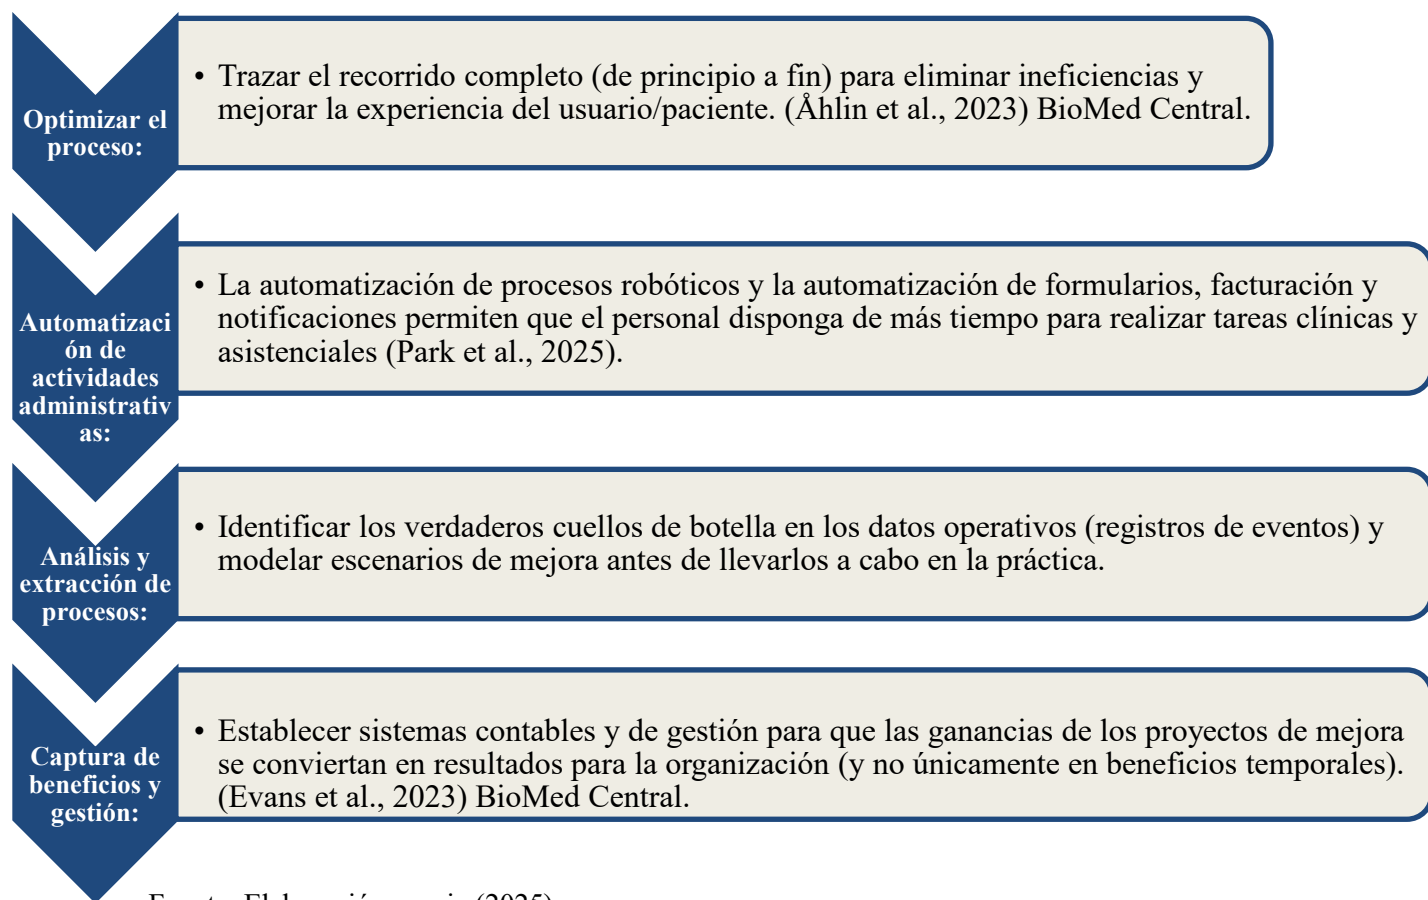 Optimizar el
proceso:
• Trazar el recorrido completo (de principio a fin) para eliminar ineficiencias y
mejorar la experiencia del usuario/paciente. (Åhlin et al., 2023) BioMed Central.
Automatizaci
ón de
actividades
administrativ
as:
• La automatización de procesos robóticos y la automatización de formularios, facturación y
notificaciones permiten que el personal disponga de más tiempo para realizar tareas clínicas y
asistenciales (Park et al., 2025).
Análisis y
extracción de
procesos:
• Identificar los verdaderos cuellos de botella en los datos operativos (registros de eventos) y
modelar escenarios de mejora antes de llevarlos a cabo en la práctica.
Captura de
beneficios y
gestión:
• Establecer sistemas contables y de gestión para que las ganancias de los proyectos de mejora
se conviertan en resultados para la organización (y no únicamente en beneficios temporales).
(Evans et al., 2023) BioMed Central.
Elaboración (2025)